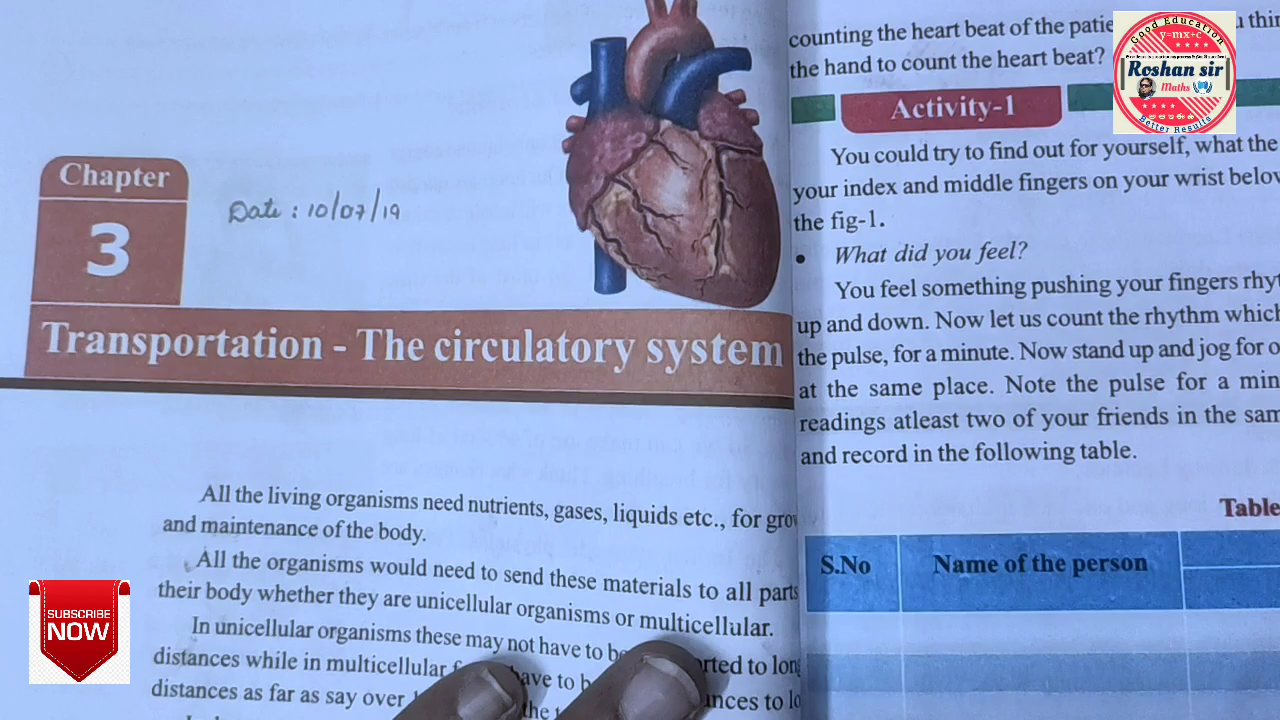 Chapter
3
Date : 10/07/19
Transportation - The circulatory system
All the living organisms need nutrients, gases, liquids etc., for
and maintenance of the body.
All the organisms would need to send these materials to all parts
their body whether they are unicellular organisms or multicellular.
In unicellular organisms these may not have to
distances while in multicellular have to
distances as far as say over the
counting the heart beat of the
the hand to count the heart beat?
Activity-1
You could try to find out for yourself, what the
your index and middle fingers on your wrist
the fig-1.
• What did you feel?
You feel something pushing your fingers
up and down. Now let us count the rhythm
the pulse, for a minute. Now stand up and jog for
at the same place. Note the pulse for a
readings atleast two of your friends in the
and record in the following table.
Table
S.No
Name of the person
Good Education
y=mx+c
Roshan sir
Maths
Better Results
SUBSCRIBE
NOW